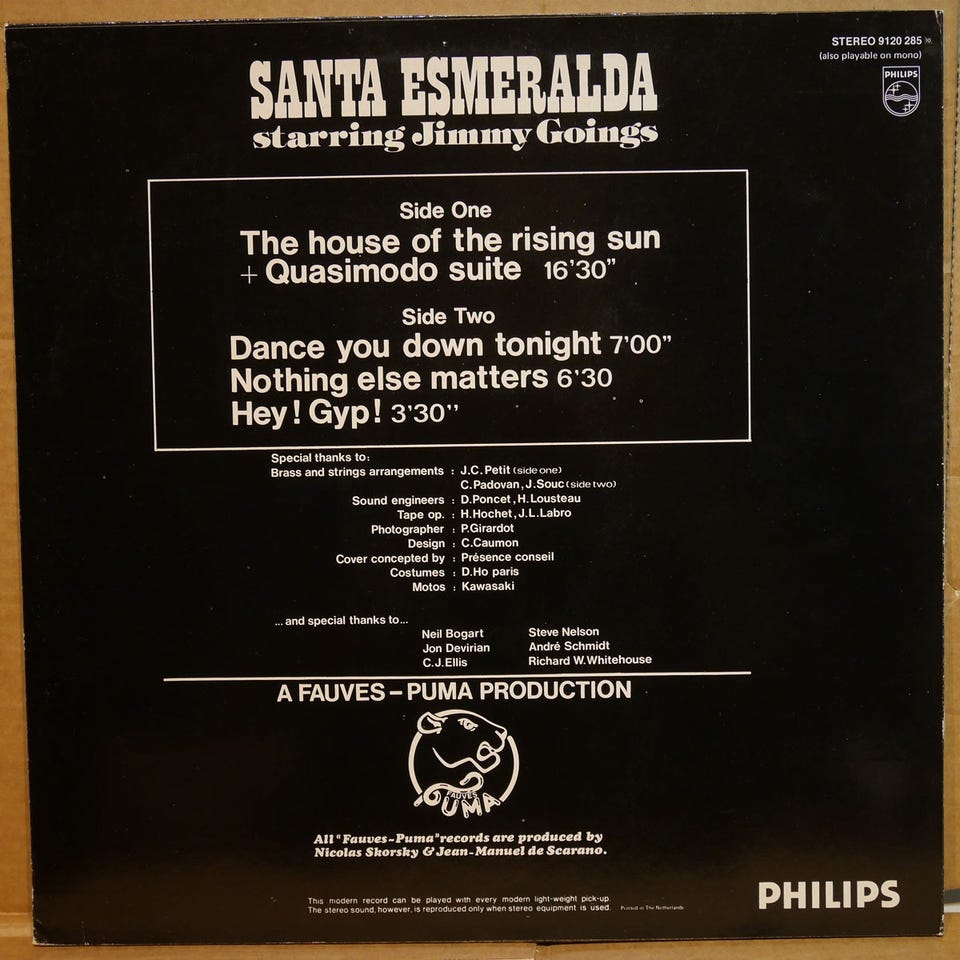 STEREO 9120 285
(also playable on mono)
PHILIPS
SANTA ESMERALDA
starring Jimmy Goings
Side One
The house of the rising sun
+ Quasimodo suite 16'30"
Side Two
Dance you down tonight 7'00"
Nothing else matters 6'30
Hey! Gyp! 3'30''
Special thanks to:
Brass and strings arrangements : J.C. Petit (side one)
C. Padovan, J. Souc (side two)
Sound engineers : D. Poncet, H. Lousteau
Tape op. : H. Hochet, J.L. Labro
Photographer : P. Girardot
Design : C. Caumon
Cover concepted by : Présence conseil
Costumes : D. Ho paris
Motos : Kawasaki
...and special thanks to...
Neil Bogart Steve Nelson
Jon Devirian André Schmidt
C.J. Ellis Richard W. Whitehouse
A FAUVES – PUMA PRODUCTION
FAUVES
PUMA
All "Fauves-Puma" records are produced by
Nicolas Skorsky & Jean-Manuel de Scarano.
This modern record can be played with every modern light-weight pick-up.
The stereo sound, however, is reproduced only when stereo equipment is used. Printed in The Netherlands
PHILIPS